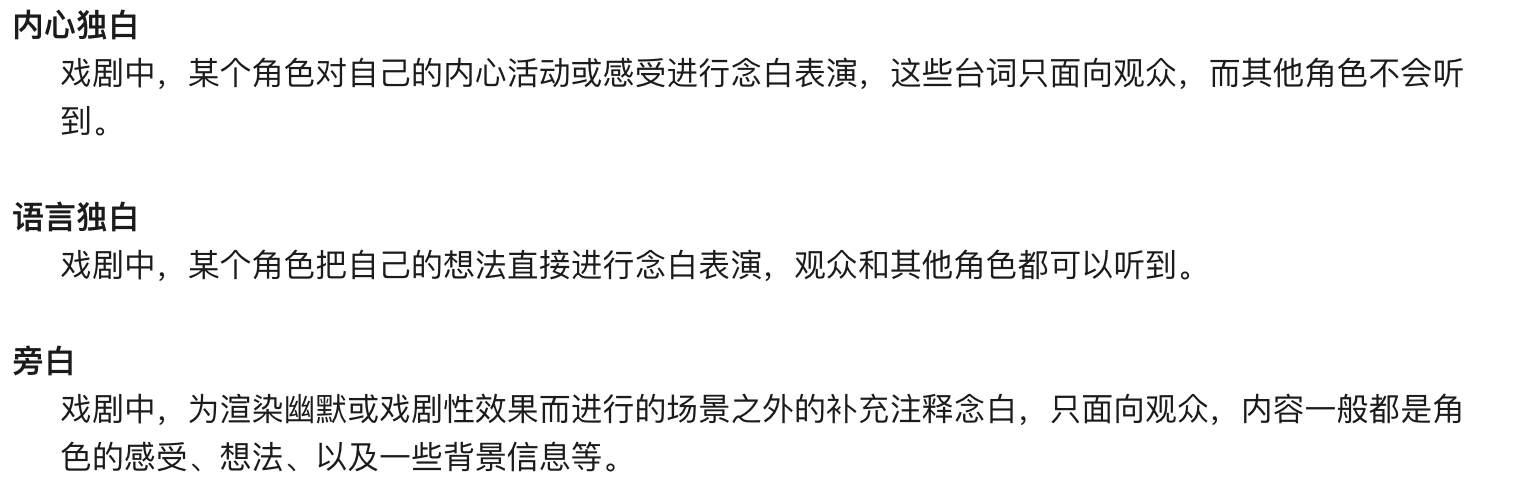 内心独白
戏剧中，某个角色对自己的内心活动或感受进行念白表演，这些台词只面向观众，而其他角色不会听
到。
语言独白
戏剧中，某个角色把自己的想法直接进行念白表演，观众和其他角色都可以听到。
旁白
戏剧中，为渲染幽默或戏剧性效果而进行的场景之外的补充注释念白，只面向观众，内容一般都是角
色的感受、想法、以及一些背景信息等。